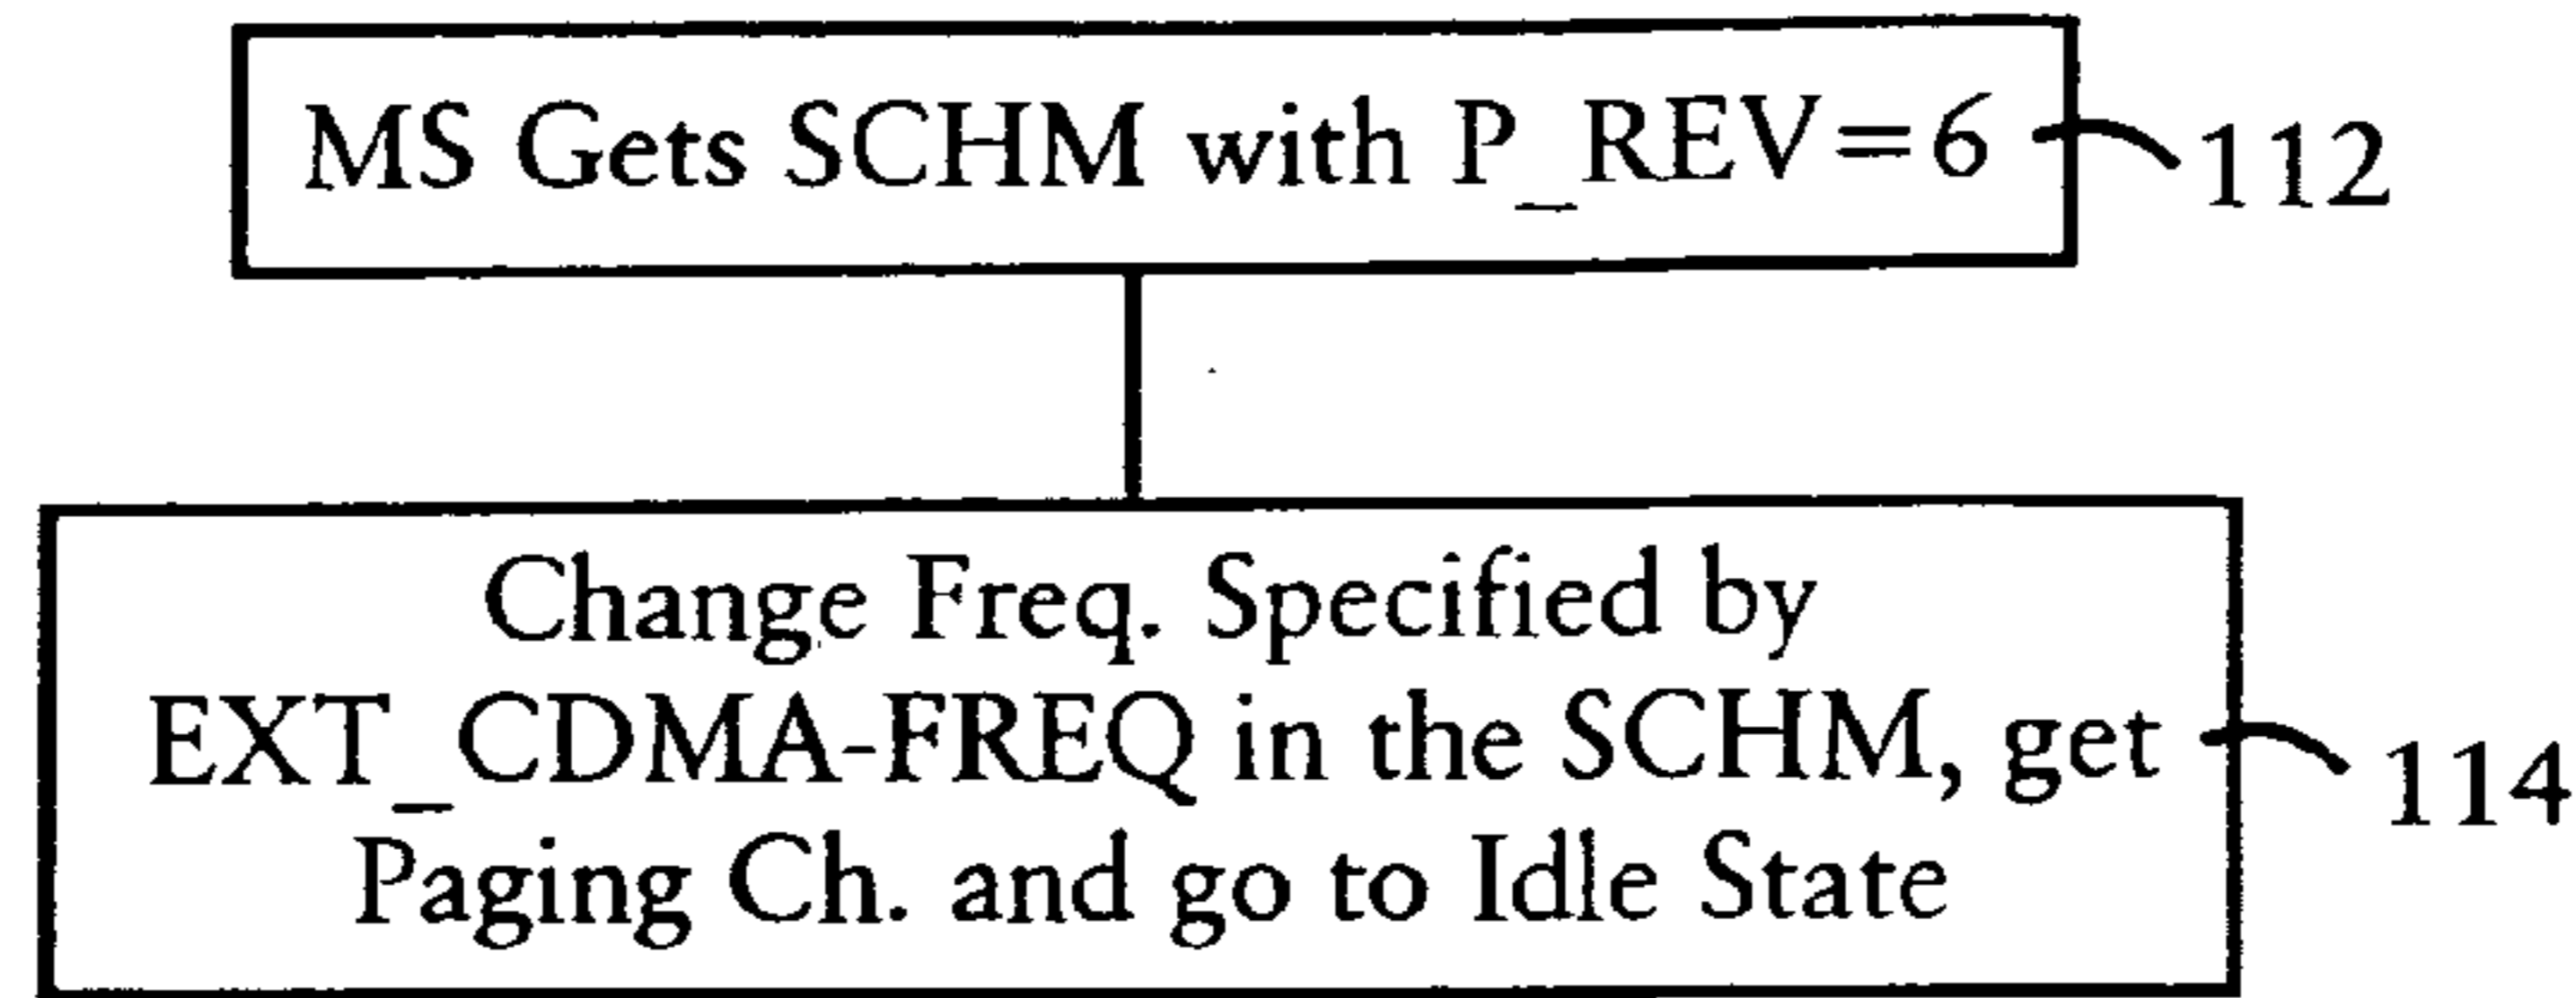 MS Gets SCHM with P_REV=6
112
Change Freq. Specified by
EXT_CDMA-FREQ in the SCHM, get
Paging Ch. and go to Idle State
114